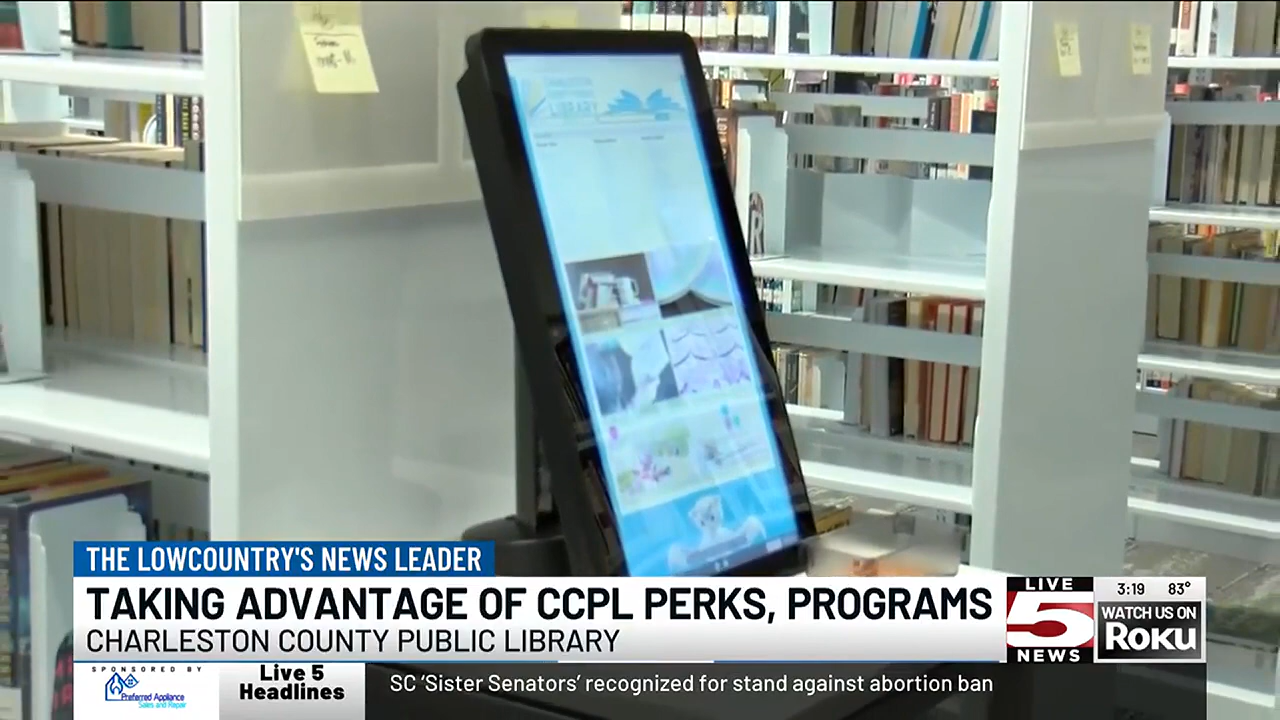 LIBRARY
THE LOWCOUNTRY'S NEWS LEADER
TAKING ADVANTAGE OF CCPL PERKS, PROGRAMS
CHARLESTON COUNTY PUBLIC LIBRARY
LIVE
5
NEWS
3:19 83°
WATCH US ON
Roku
SPONSORED BY
Preferred Appliance
Sales and Repair
Live 5
Headlines
SC ‘Sister Senators’ recognized for stand against abortion ban